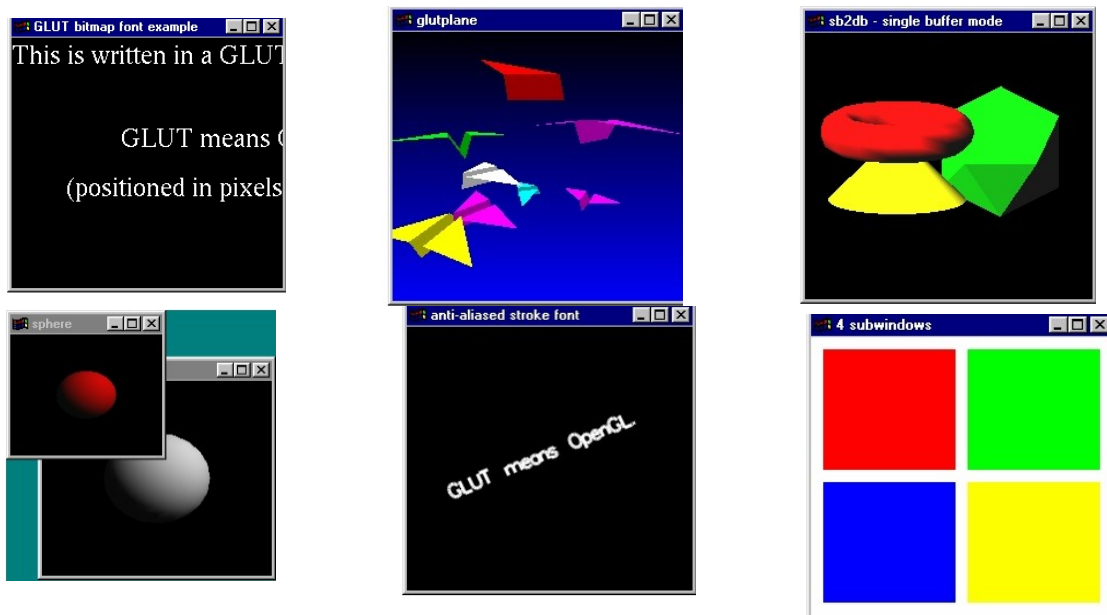 GLUT bitmap font example
This is written in a GLUT
GLUT means
(positioned in pixels
glutplane
sb2db - single buffer mode
sphere
anti-aliased stroke font
GLUT means OpenGL.
4 subwindows